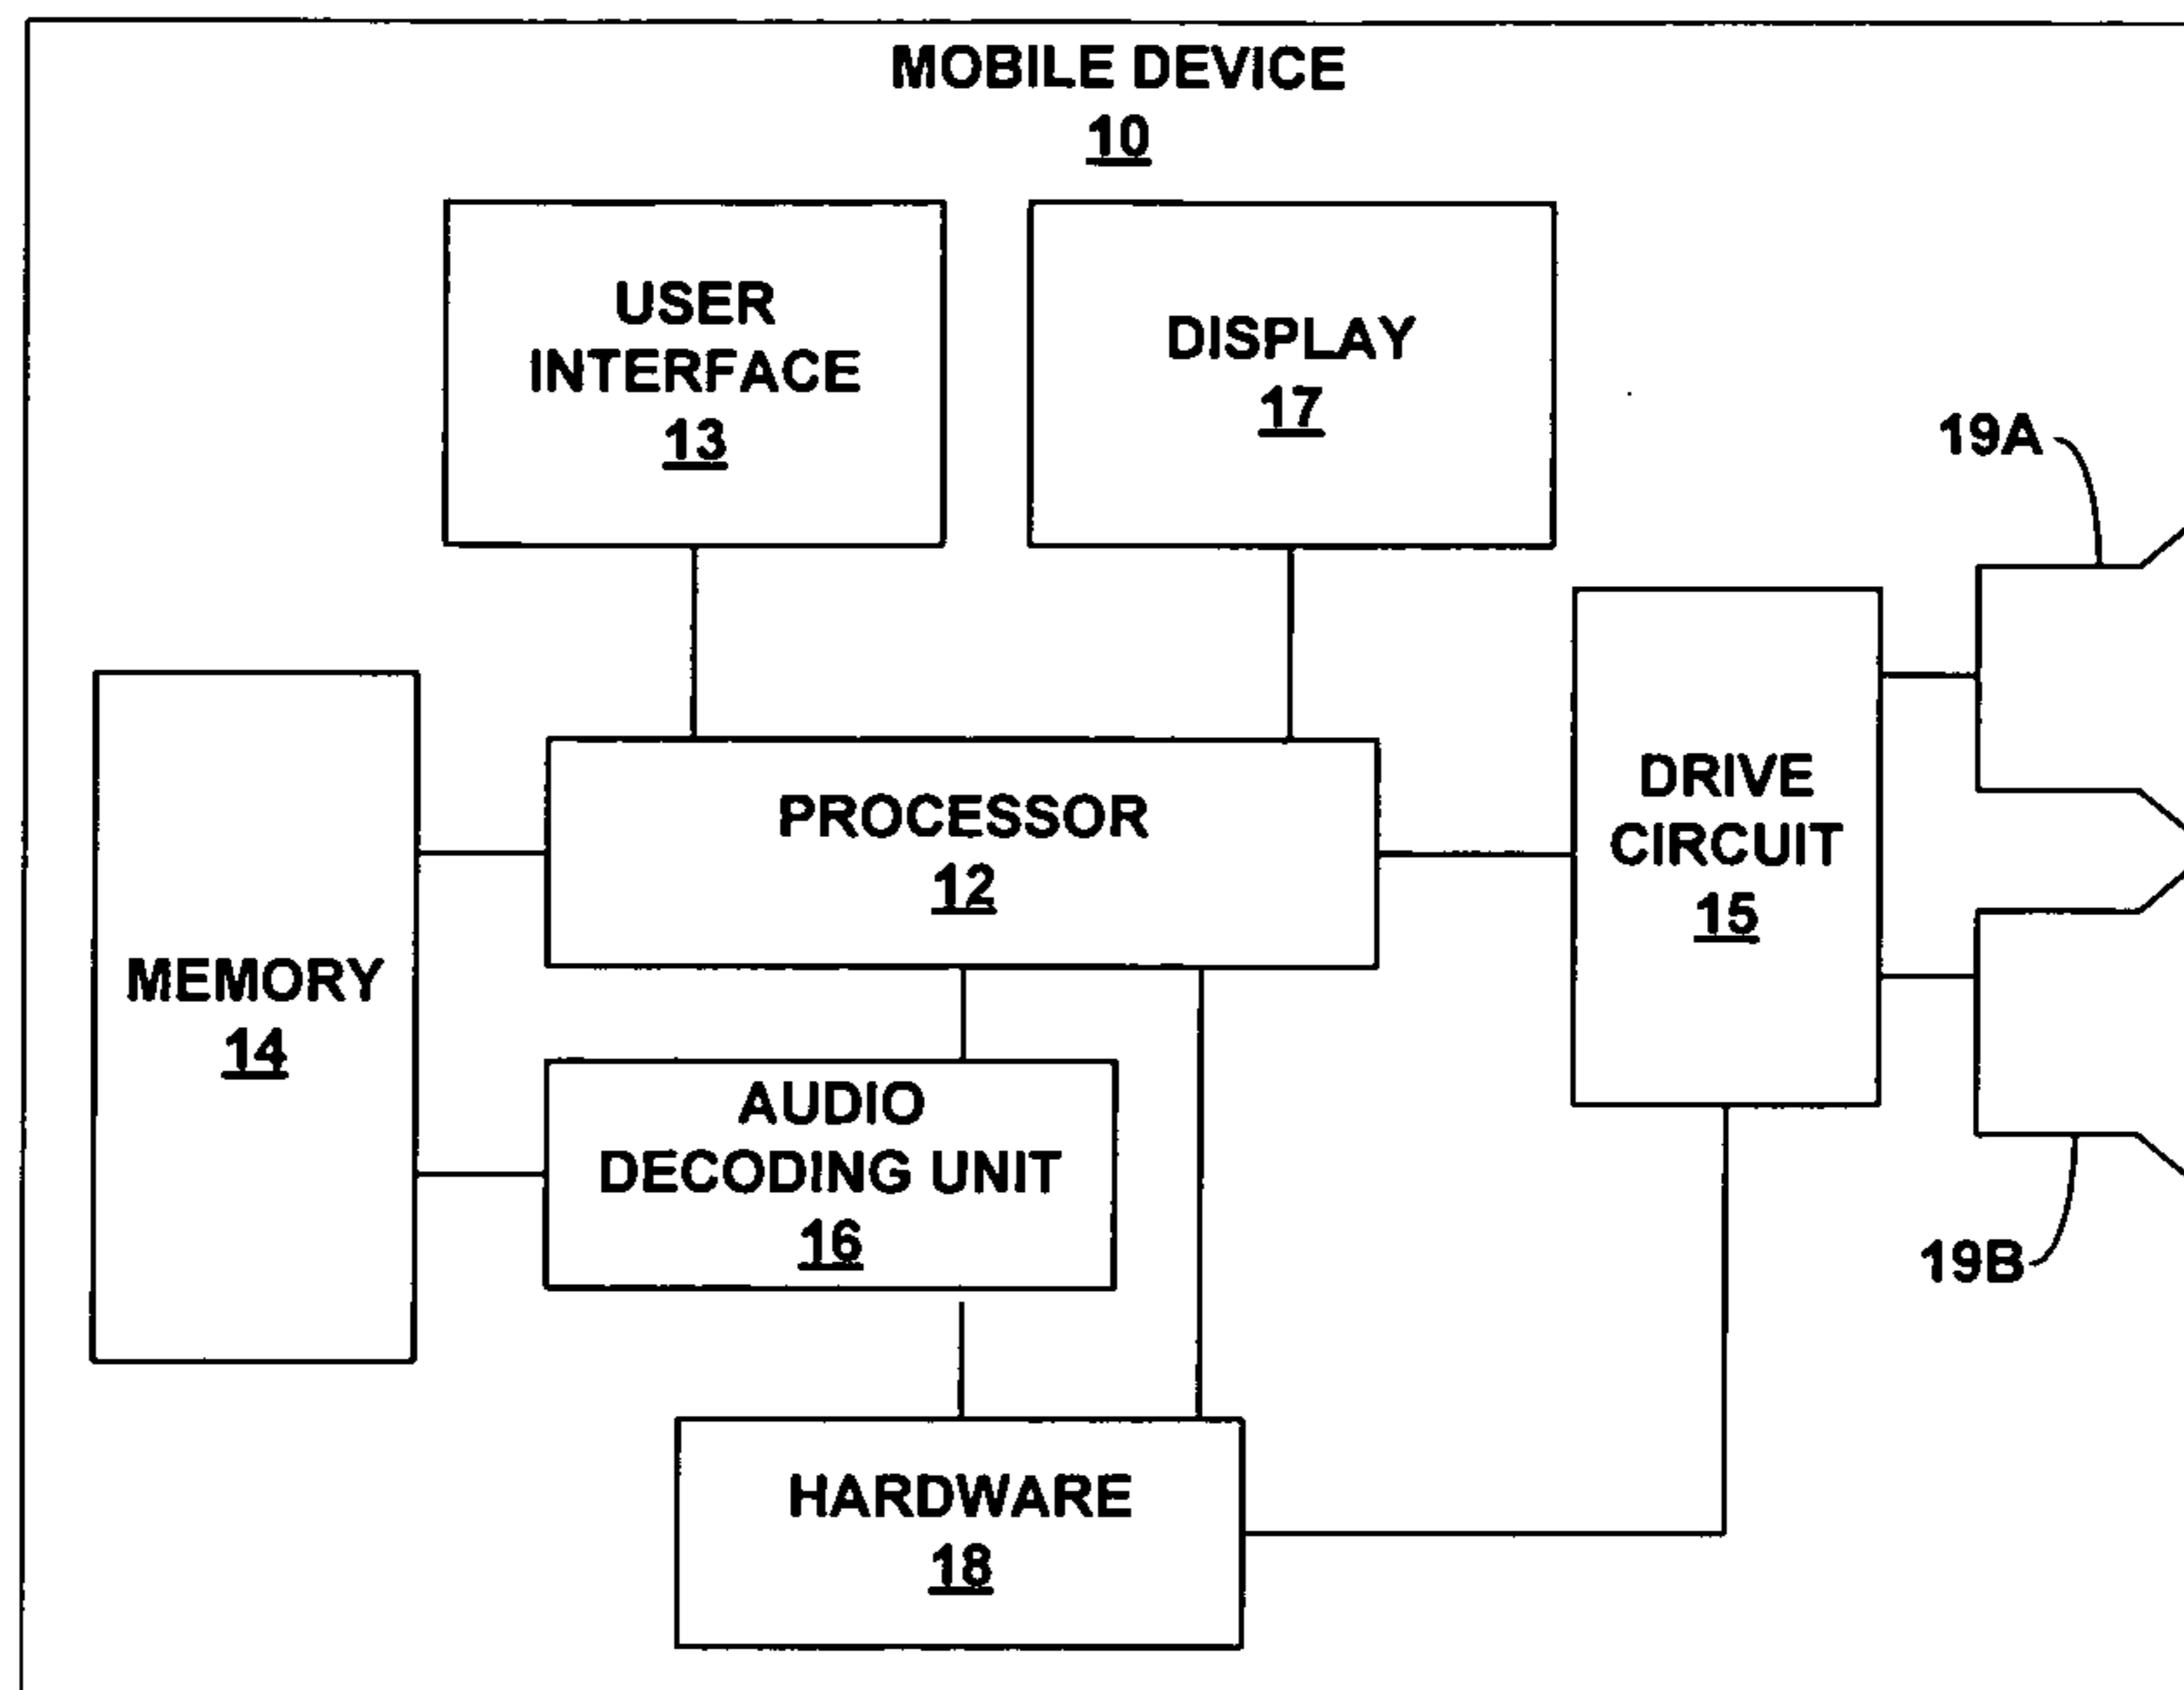 MOBILE DEVICE
10
USER
INTERFACE
13
DISPLAY
17
19A
PROCESSOR
12
DRIVE
CIRCUIT
15
MEMORY
14
AUDIO
DECODING UNIT
16
19B
HARDWARE
18